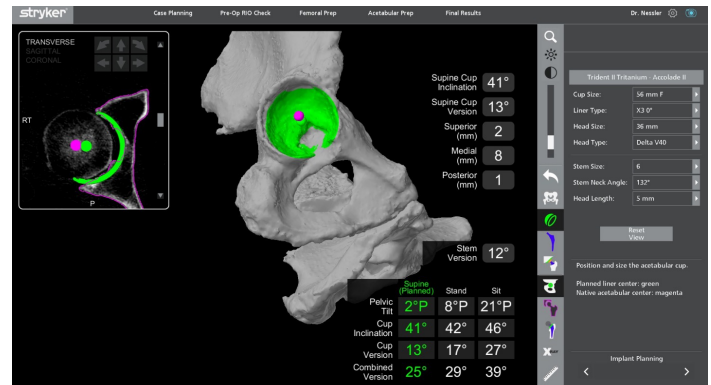 stryker
Case Planning
Pre-Op RIO Check
Femoral Prep
Acetabular Prep
Final Results
Dr. Nessler
TRANSVERSE
SAGITTAL
CORONAL
RT
P
Supine Cup
Inclination
41°
Supine Cup
Version
13°
Superior
(mm)
2
Medial
(mm)
8
Posterior
(mm)
1
Stem
Version
12°
Supine
(Planned)
Stand
Sit
Pelvic
Tilt
2°P
8°P
21°P
Cup
Inclination
41°
42°
46°
Cup
Version
13°
17°
27°
Combined
Version
25°
29°
39°
Trident II Tritanium - Accolade II
Cup Size:
56 mm F
Liner Type:
X3 0°
Head Size:
36 mm
Head Type:
Delta V40
Stem Size:
6
Stem Neck Angle:
132°
Head Length:
5 mm
Reset
View
Position and size the acetabular cup.
Planned liner center: green
Native acetabular center: magenta
Implant Planning